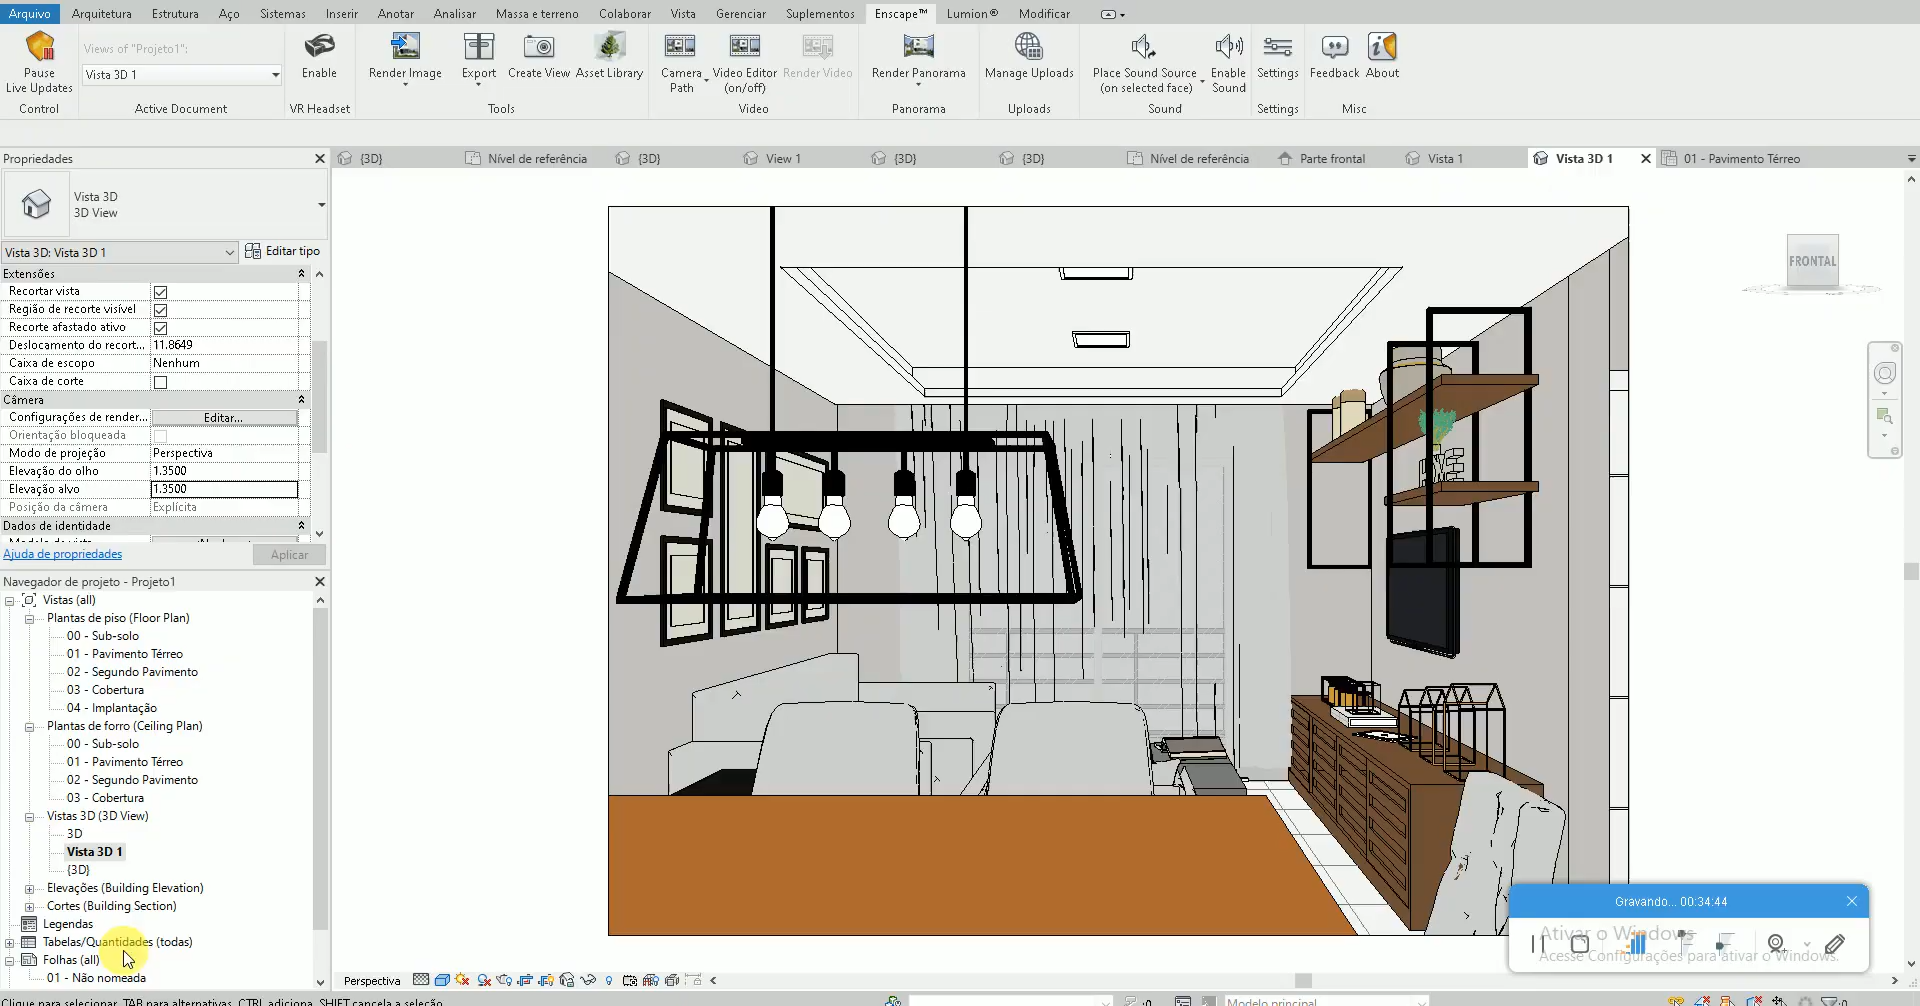 Arquivo Arquitetura Estrutura Aço Sistemas Inserir Anotar Analisar Massa e terreno Colaborar Vista Gerenciar Suplementos Enscape™ Lumion® Modificar
Views of "Projeto1":
Vista 3D 1
Pause Enable Render Image Export Create View Asset Library Camera Video Editor Render Video Render Panorama Manage Uploads Place Sound Source Enable Settings Feedback About
Live Updates Path (on/off) (on selected face) Sound
Control Active Document VR Headset Tools Video Panorama Uploads Sound Settings Misc
Propriedades
{3D} Nível de referência {3D} View 1 {3D} {3D} Nível de referência Parte frontal Vista 1 Vista 3D 1 01 - Pavimento Térreo
Vista 3D
3D View
Vista 3D: Vista 3D 1 Editar tipo
Extensões
Recortar vista
Região de recorte visível
Recorte afastado ativo
Deslocamento do recort... 11.8649
Caixa de escopo Nenhum
Caixa de corte
Câmera
Configurações de render... Editar...
Orientação bloqueada
Modo de projeção Perspectiva
Elevação do olho 1.3500
Elevação alvo 1.3500
Posição da câmera Explícita
Dados de identidade
Ajuda de propriedades Aplicar
FRONTAL
Navegador de projeto - Projeto1
Vistas (all)
Plantas de piso (Floor Plan)
00 - Sub-solo
01 - Pavimento Térreo
02 - Segundo Pavimento
03 - Cobertura
04 - Implantação
Plantas de forro (Ceiling Plan)
00 - Sub-solo
01 - Pavimento Térreo
02 - Segundo Pavimento
03 - Cobertura
Vistas 3D (3D View)
3D
Vista 3D 1
{3D}
Elevações (Building Elevation)
Cortes (Building Section)
Legendas
Tabelas/Quantidades (todas)
Folhas (all)
01 - Não nomeada
Perspectiva
Gravando... 00:34:44
Ativar o Windows
Acesse Configurações para ativar o Windows.
Clique para selecionar, TAB para alternativas, CTRL adiciona, SHIFT cancela a seleção.
:0 Modelo principal